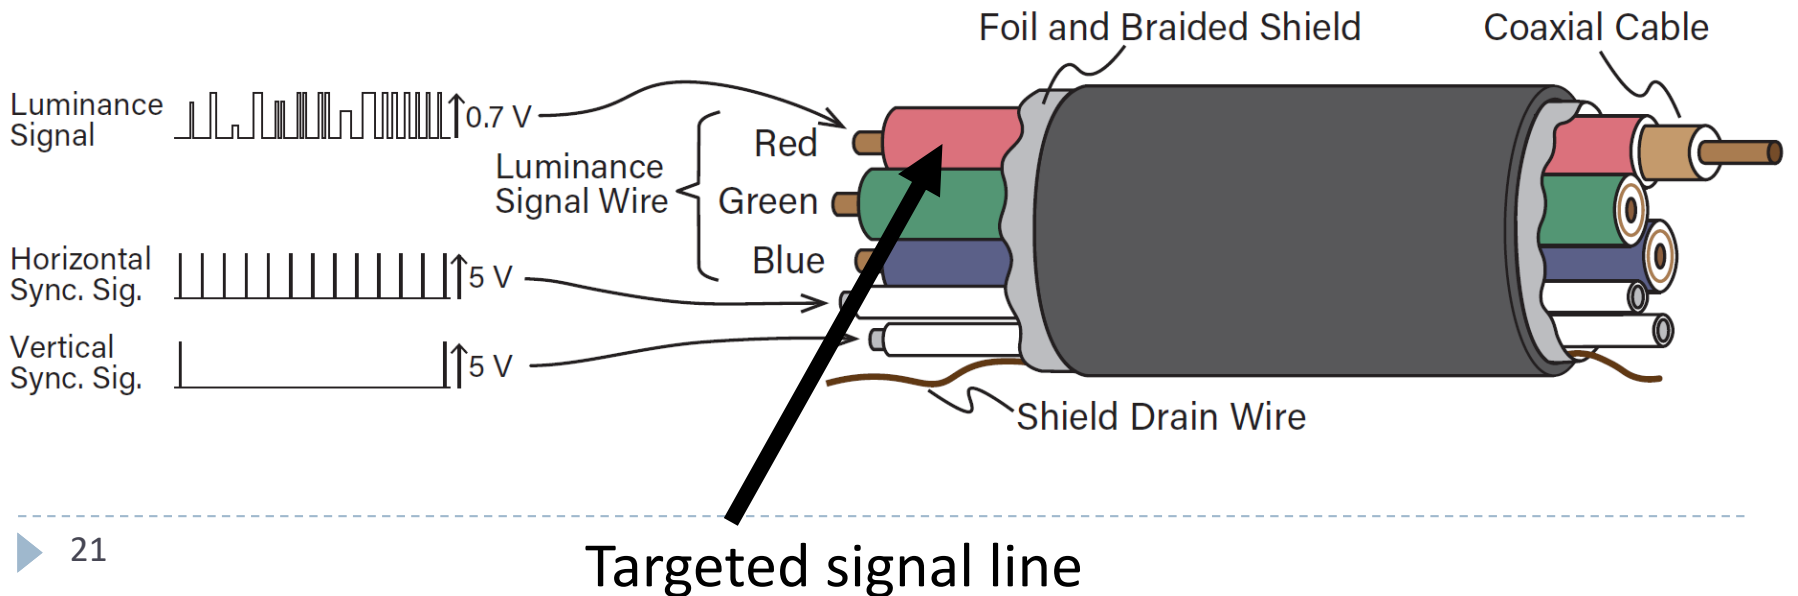 Foil and Braided Shield
Coaxial Cable
Luminance
Signal
0.7 V
Red
Luminance
Signal Wire
Green
Blue
Horizontal
Sync. Sig.
5 V
Vertical
Sync. Sig.
5 V
Shield Drain Wire
21
Targeted signal line